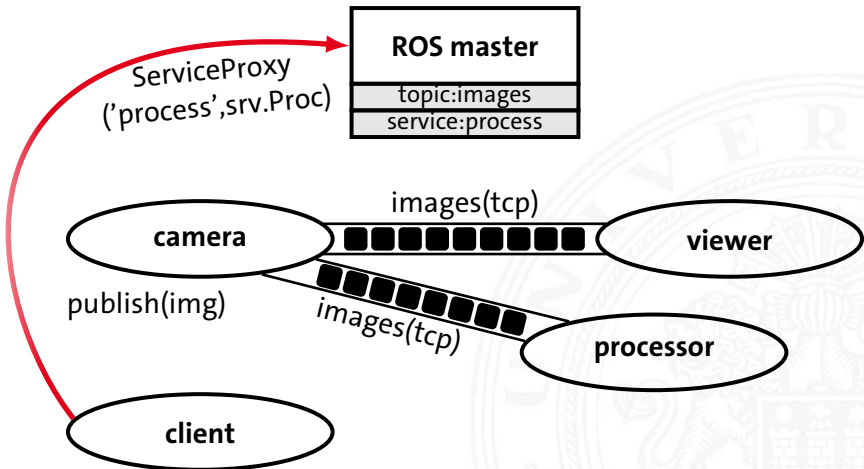 ROS master
ServiceProxy
('process',srv.Proc)
topic:images
service:process
images(tcp)
camera
viewer
publish(img)
images(tcp)
processor
client